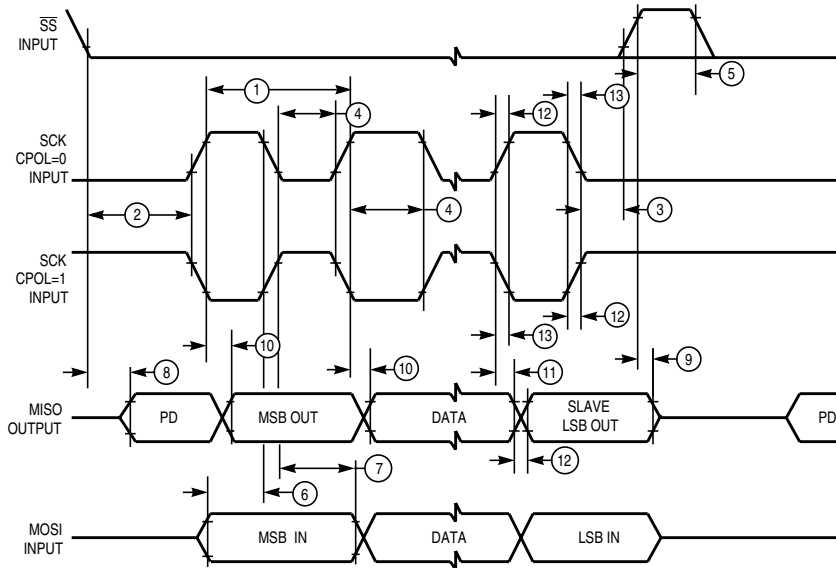 SS
INPUT
5
1
13
12
4
SCK
CPOL=0
INPUT
2
4
3
SCK
CPOL=1
INPUT
12
13
10
8
10
11
9
MISO
OUTPUT
PD
MSB OUT
DATA
SLAVE
LSB OUT
PD
12
7
6
MOSI
INPUT
MSB IN
DATA
LSB IN